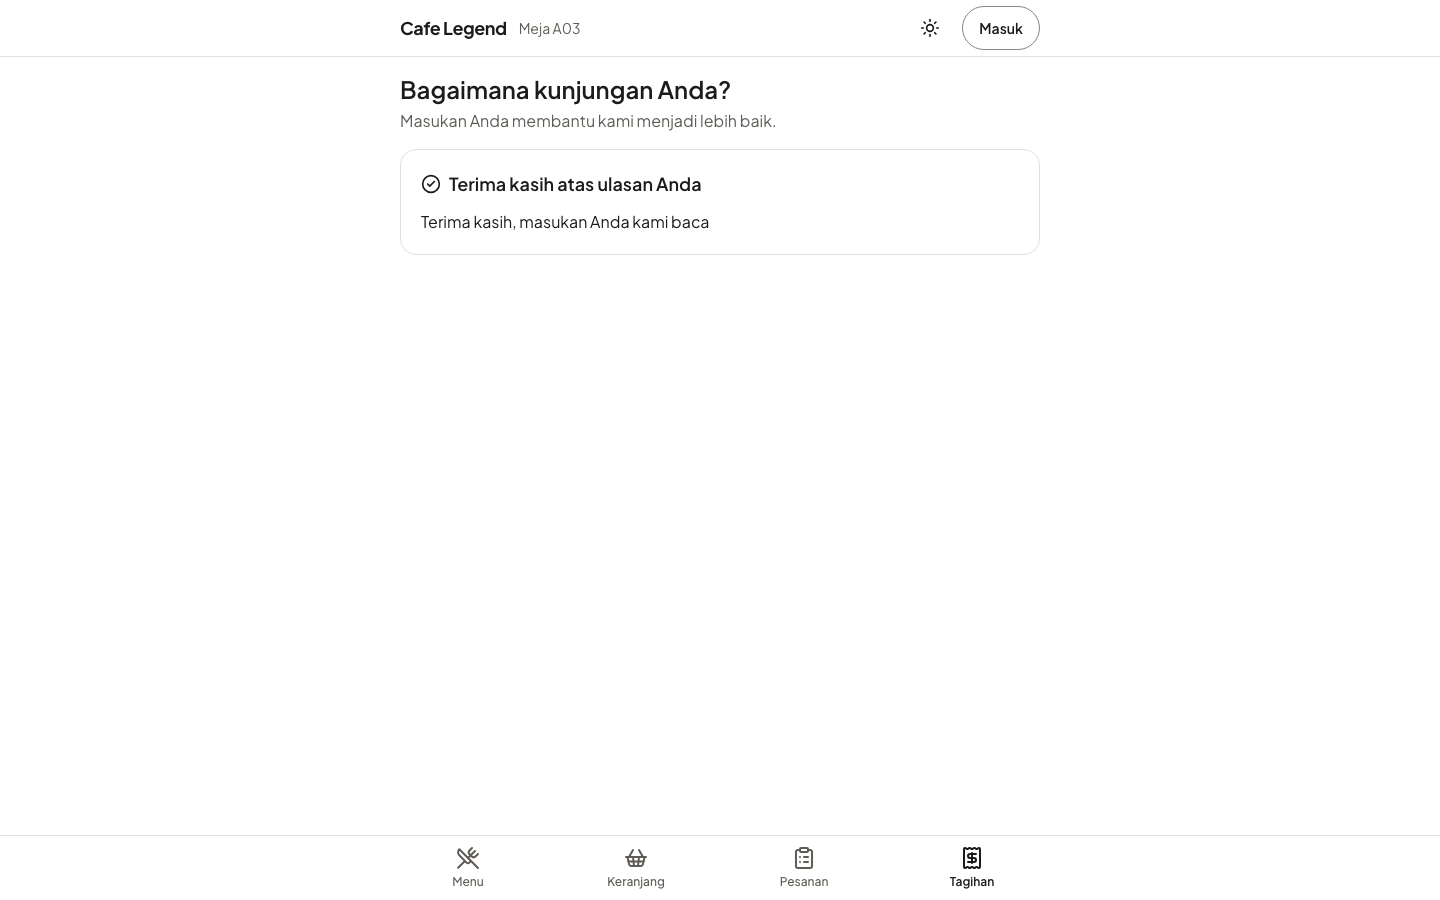 Cafe Legend Meja A03 Masuk
Bagaimana kunjungan Anda?
Masukan Anda membantu kami menjadi lebih baik.
Terima kasih atas ulasan Anda
Terima kasih, masukan Anda kami baca
Menu Keranjang Pesanan Tagihan